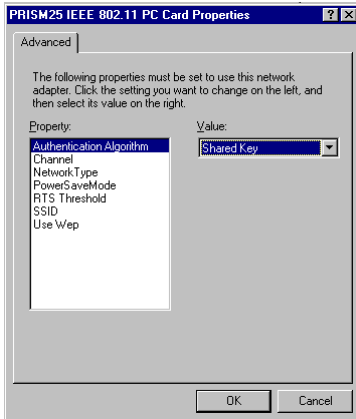 PRISM25 IEEE 802.11 PC Card Properties
Advanced
The following properties must be set to use this network
adapter. Click the setting you want to change on the left, and
then select its value on the right.
Property:
Value:
Authentication Algorithm
Shared Key
Channel
NetworkType
PowerSaveMode
RTS Threshold
SSID
Use Wep
OK
Cancel